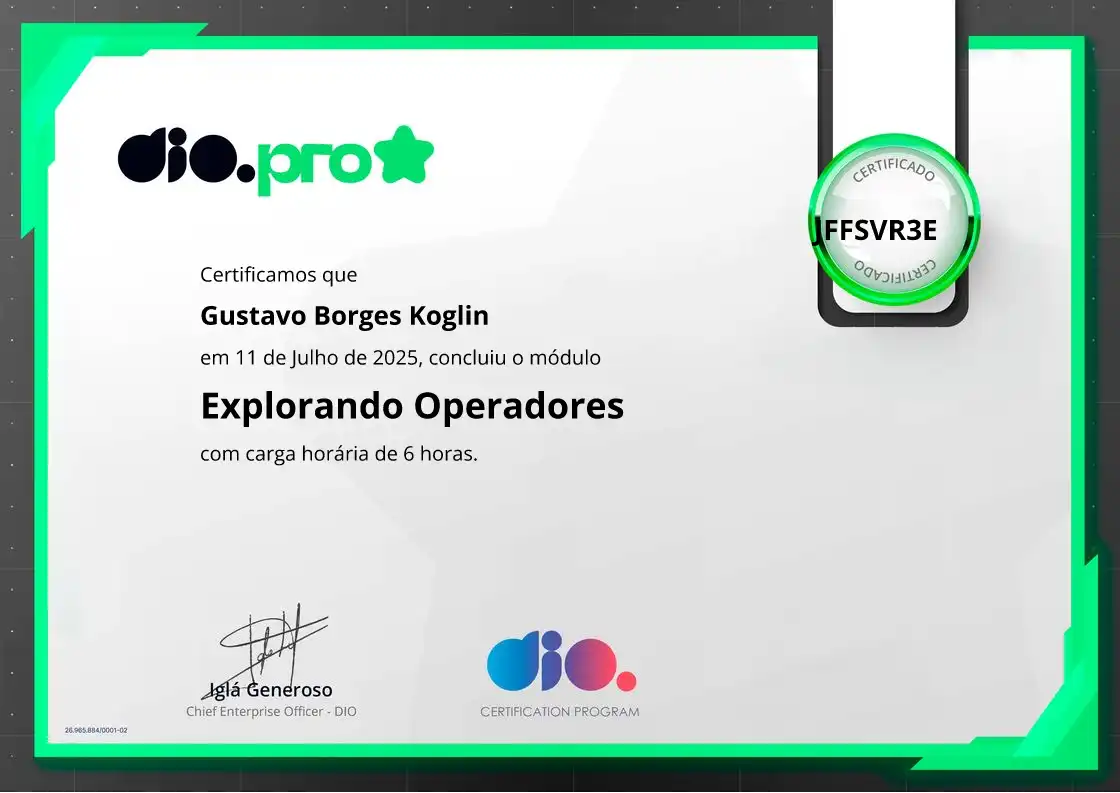 dio.pro
CERTIFICADO
JFFSVR3E
CERTIFICADO
Certificamos que
Gustavo Borges Koglin
em 11 de Julho de 2025, concluiu o módulo
Explorando Operadores
com carga horária de 6 horas.
Iglá Generoso
Chief Enterprise Officer - DIO
dio.
CERTIFICATION PROGRAM
26.965.884/0001-02